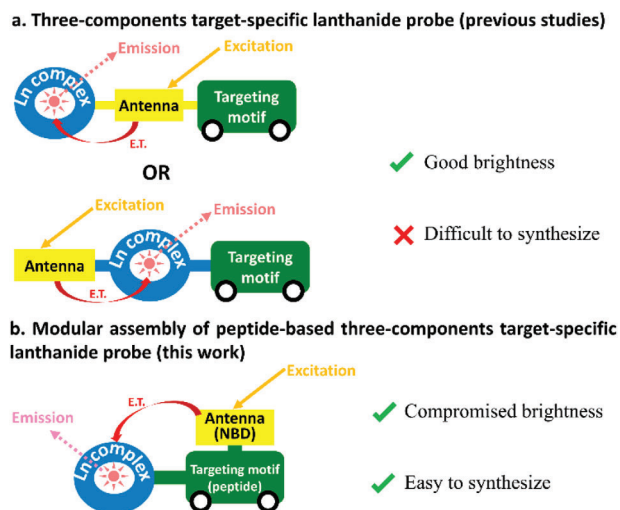 a. Three-components target-specific lanthanide probe (previous studies)
Emission
Excitation
Ln complex
Antenna
Targeting
motif
E.T.
OR
Good brightness
Excitation
Emission
Difficult to synthesize
Antenna
Ln complex
Targeting
motif
E.T.
b. Modular assembly of peptide-based three-components target-specific
lanthanide probe (this work)
Excitation
E.T.
Emission
Antenna
(NBD)
Compromised brightness
Ln complex
Targeting motif
(peptide)
Easy to synthesize